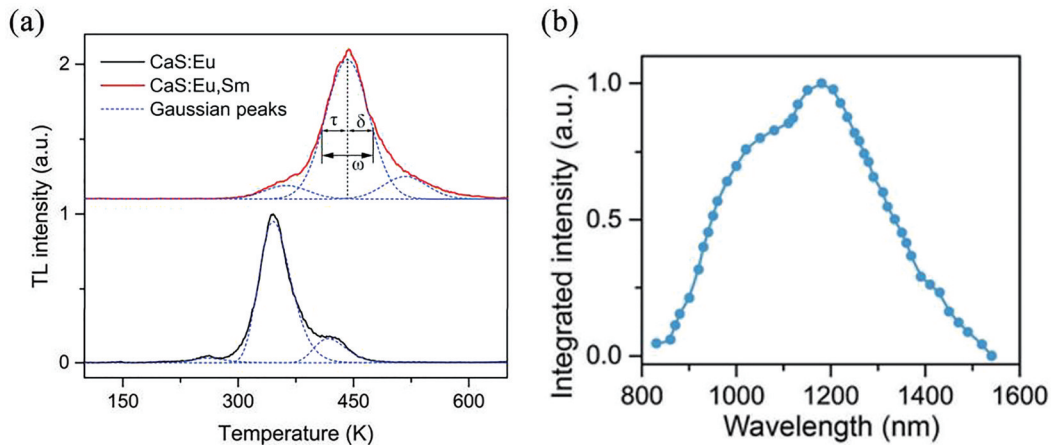 (a)
CaS:Eu
CaS:Eu,Sm
Gaussian peaks
τ
δ
ω
2
1
0
TL intensity (a.u.)
150
300
450
600
Temperature (K)
(b)
1.0
0.5
0.0
Integrated intensity (a.u.)
800
1000
1200
1400
1600
Wavelength (nm)